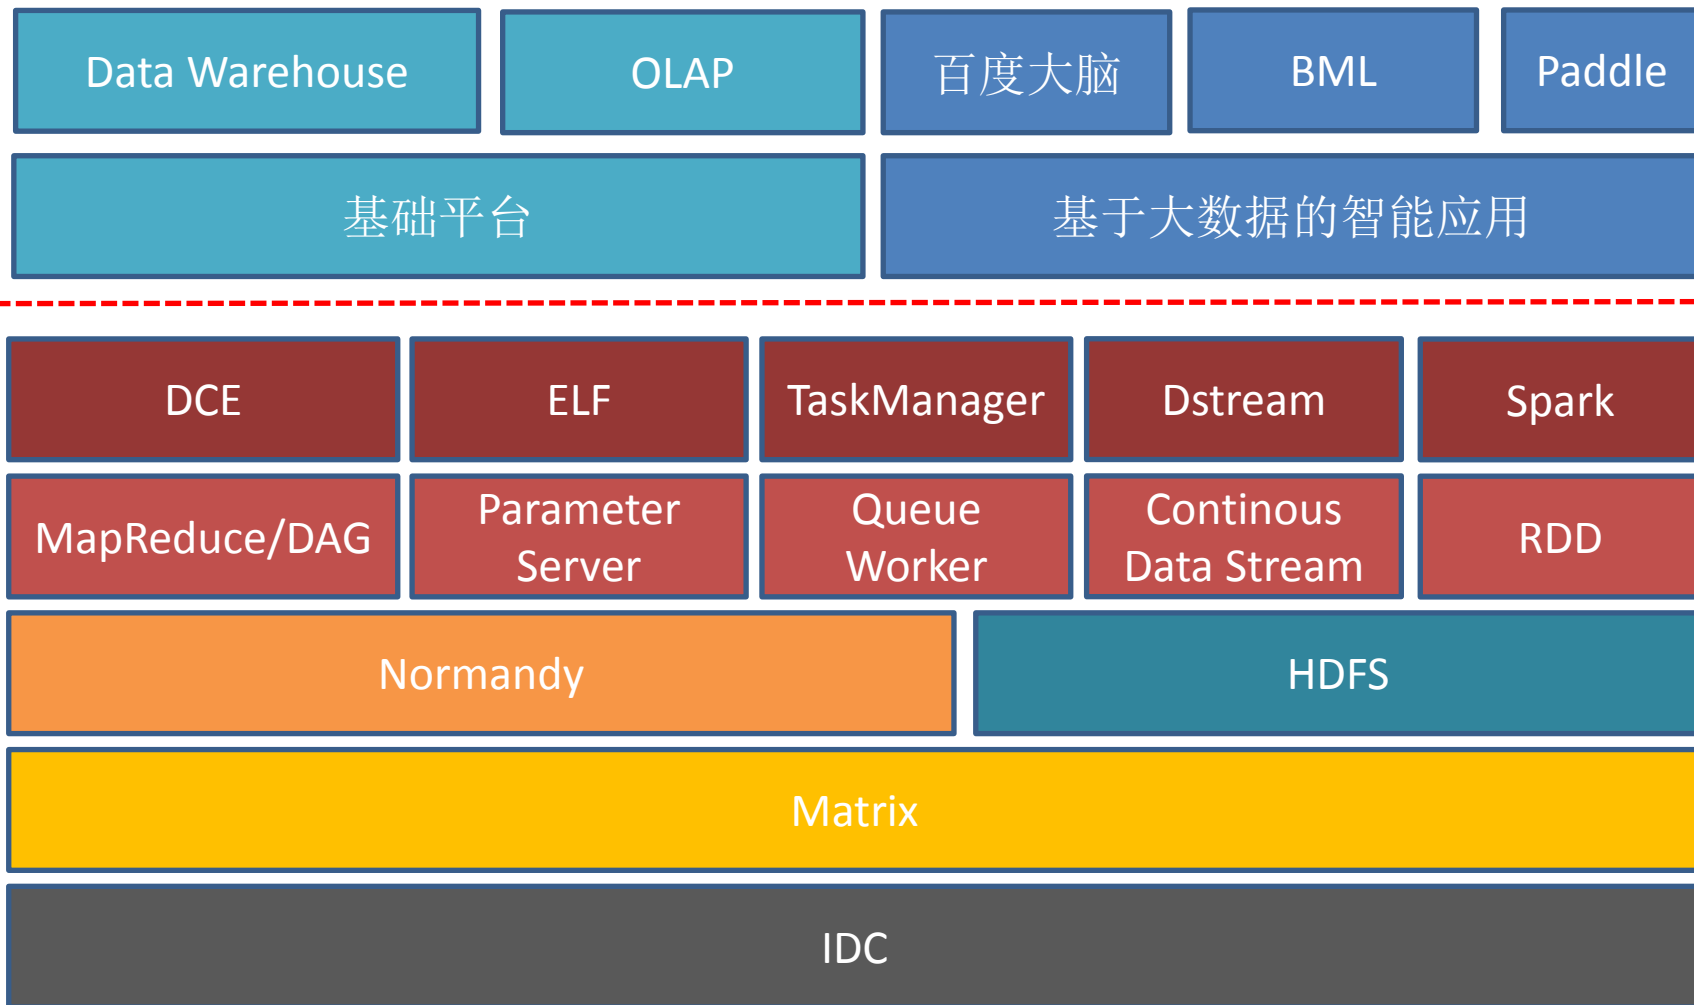 Data Warehouse
OLAP
百度大脑
BML
Paddle
基础平台
基于大数据的智能应用
DCE
ELF
TaskManager
Dstream
Spark
MapReduce/DAG
Parameter
Server
Queue
Worker
Continous
Data Stream
RDD
Normandy
HDFS
Matrix
IDC